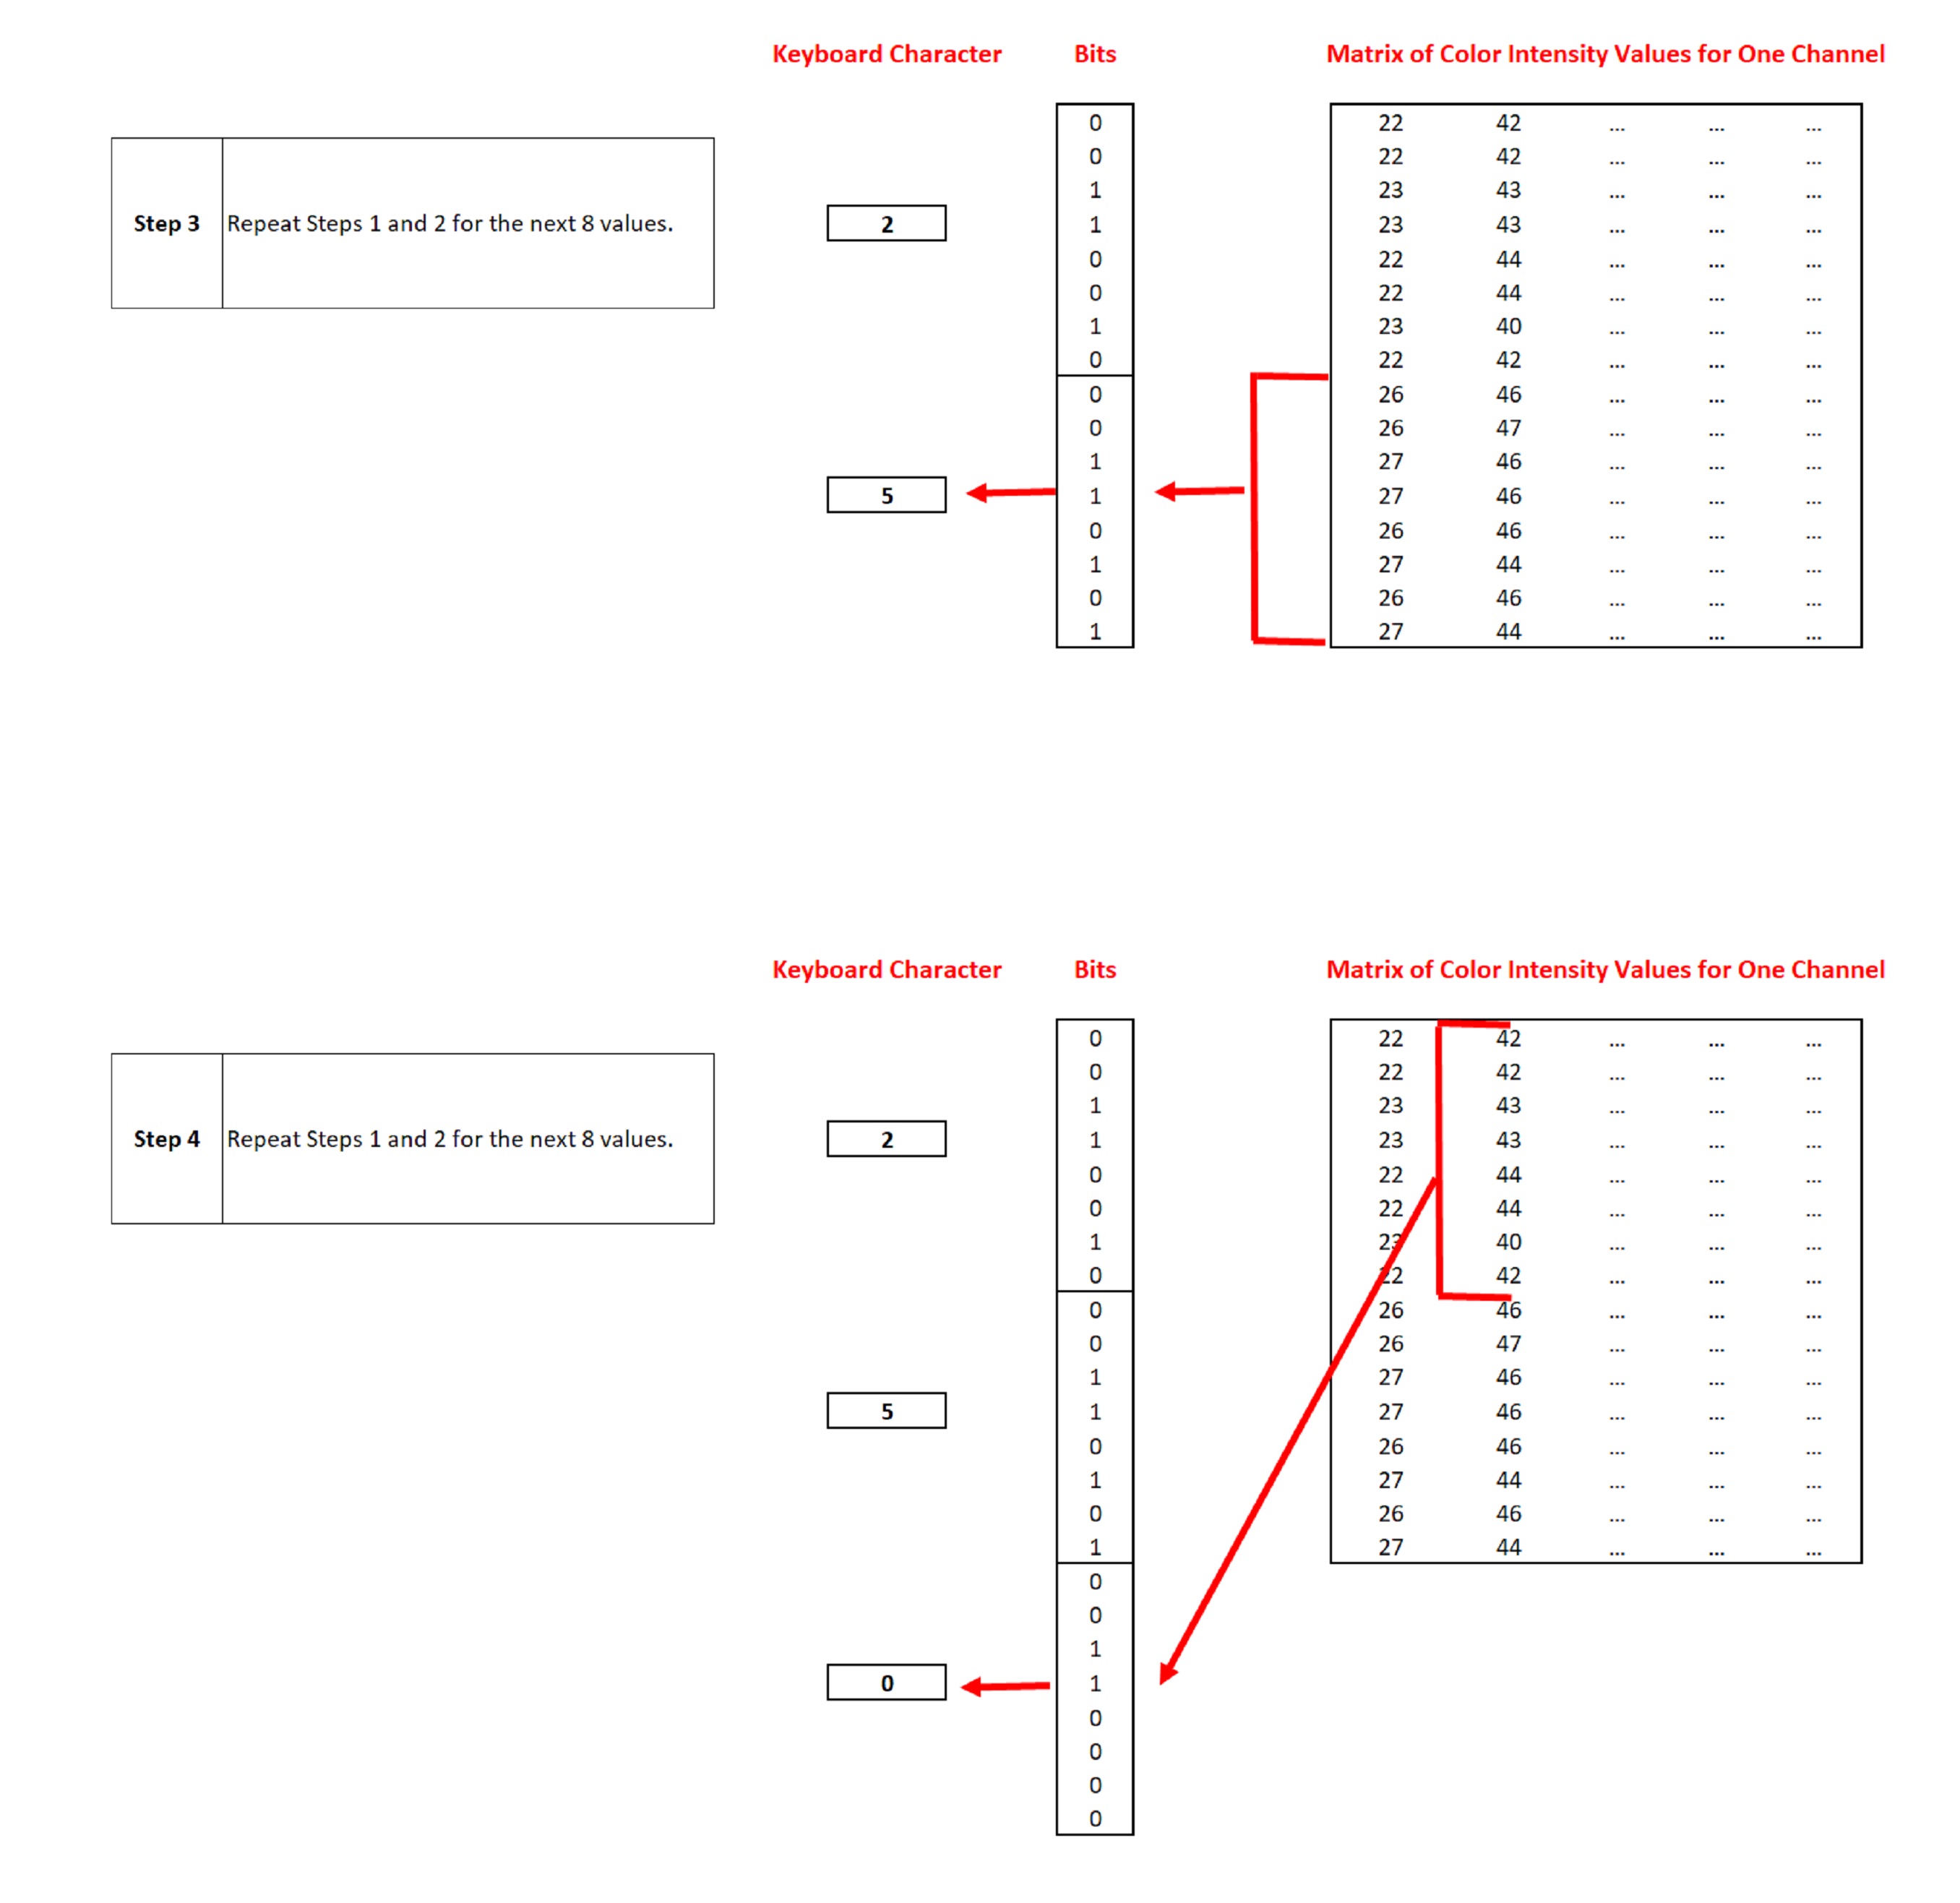 Keyboard Character Bits Matrix of Color Intensity Values for One Channel
0 22 42 ... ... ...
0 22 42 ... ... ...
1 23 43 ... ... ...
Step 3 Repeat Steps 1 and 2 for the next 8 values. 2 1 23 43 ... ... ...
0 22 44 ... ... ...
0 22 44 ... ... ...
1 23 40 ... ... ...
0 22 42 ... ... ...
0 26 46 ... ... ...
0 26 47 ... ... ...
1 27 46 ... ... ...
5 1 27 46 ... ... ...
0 26 46 ... ... ...
1 27 44 ... ... ...
0 26 46 ... ... ...
1 27 44 ... ... ...
Keyboard Character Bits Matrix of Color Intensity Values for One Channel
0 22 42 ... ... ...
0 22 42 ... ... ...
1 23 43 ... ... ...
Step 4 Repeat Steps 1 and 2 for the next 8 values. 2 1 23 43 ... ... ...
0 22 44 ... ... ...
0 22 44 ... ... ...
1 23 40 ... ... ...
0 22 42 ... ... ...
0 26 46 ... ... ...
0 26 47 ... ... ...
1 27 46 ... ... ...
5 1 27 46 ... ... ...
0 26 46 ... ... ...
1 27 44 ... ... ...
0 26 46 ... ... ...
1 27 44 ... ... ...
0
0
1
0 1
0
0
0
0